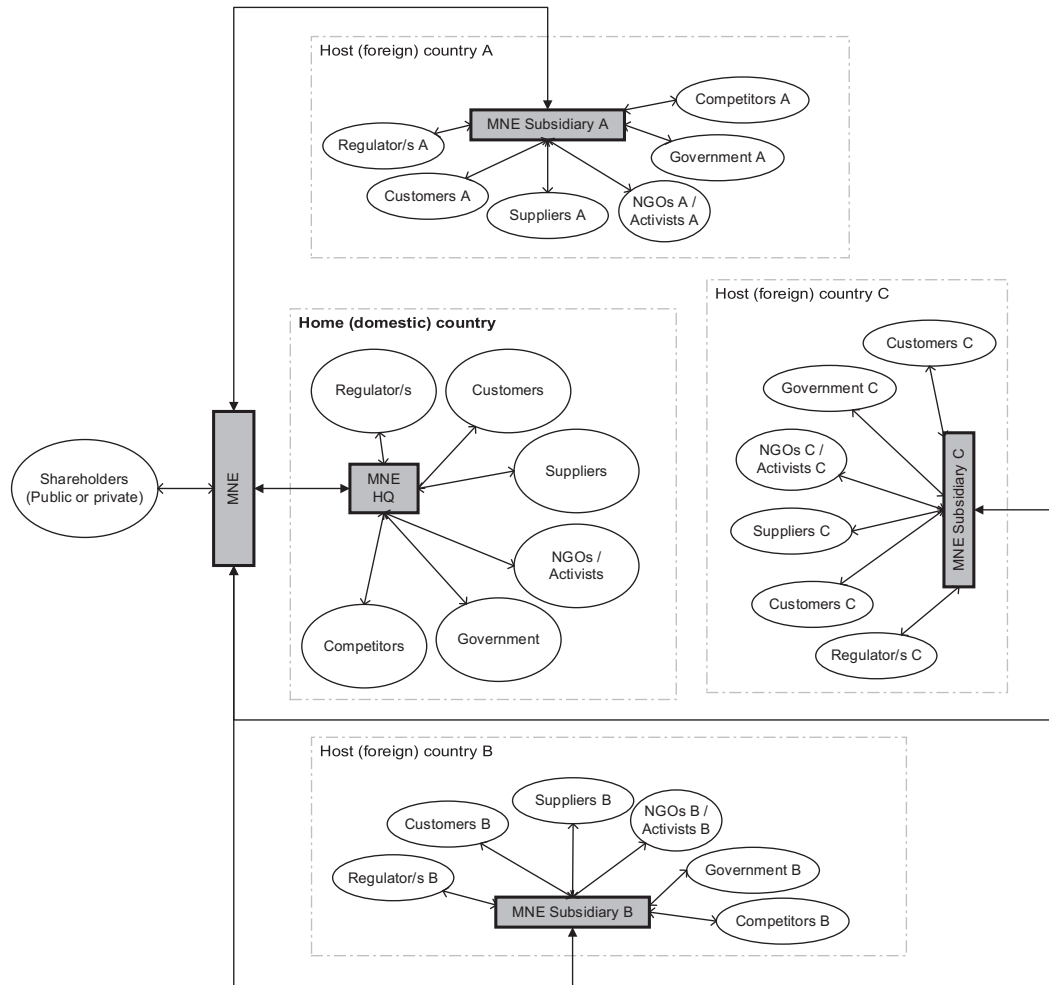 Host (foreign) country A
Competitors A
MNE Subsidiary A
Regulator/s A
Government A
Customers A
Suppliers A
NGOs A /
Activists A
Host (foreign) country C
Customers C
Government C
NGOs C /
Activists C
MNE Subsidiary C
Suppliers C
Customers C
Regulator/s C
Home (domestic) country
Regulator/s
Customers
Shareholders
(Public or private)
MNE
MNE
HQ
Suppliers
NGOs /
Activists
Competitors
Government
Host (foreign) country B
Suppliers B
NGOs B /
Activists B
Customers B
Regulator/s B
Government B
MNE Subsidiary B
Competitors B